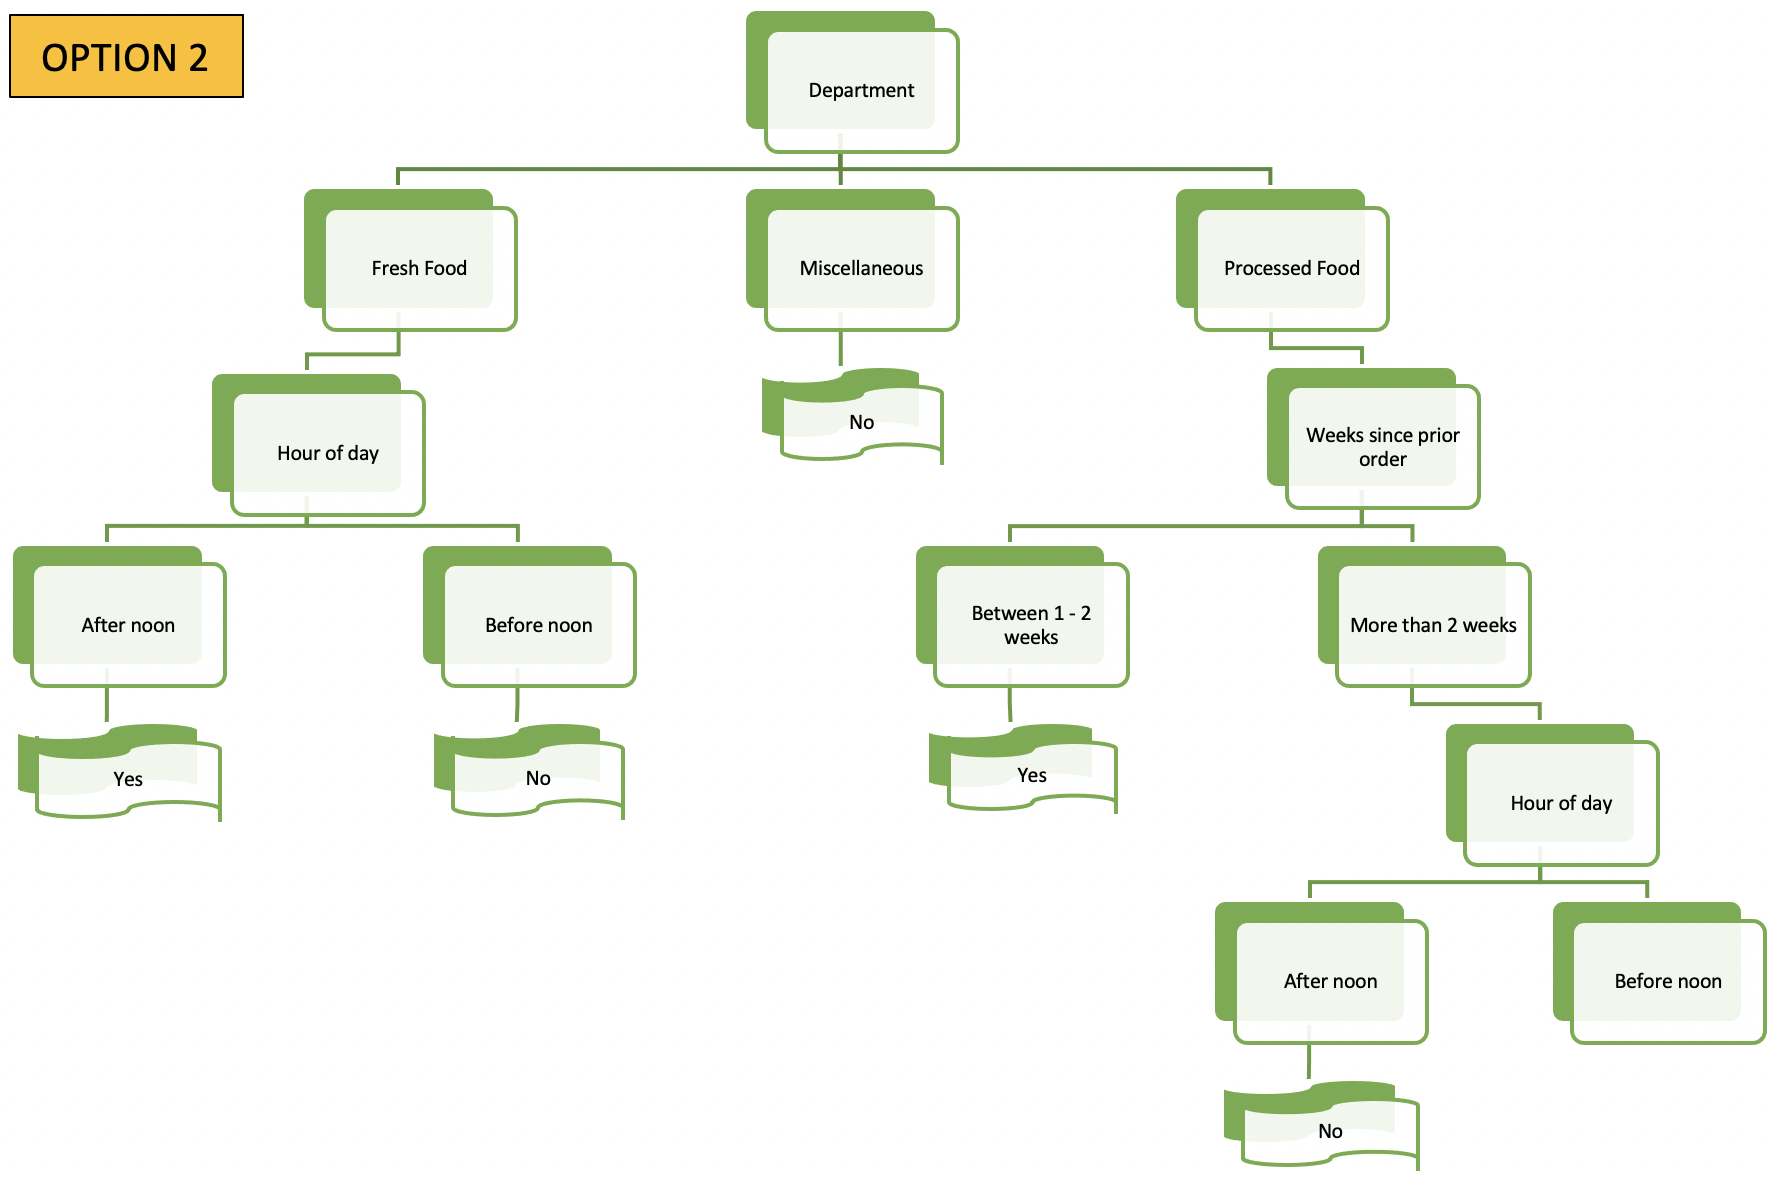 OPTION 2
Department
Fresh Food
Miscellaneous
Processed Food
Hour of day
No
Weeks since prior
order
After noon
Before noon
Between 1 - 2
weeks
More than 2 weeks
Yes
No
Yes
Hour of day
After noon
Before noon
No